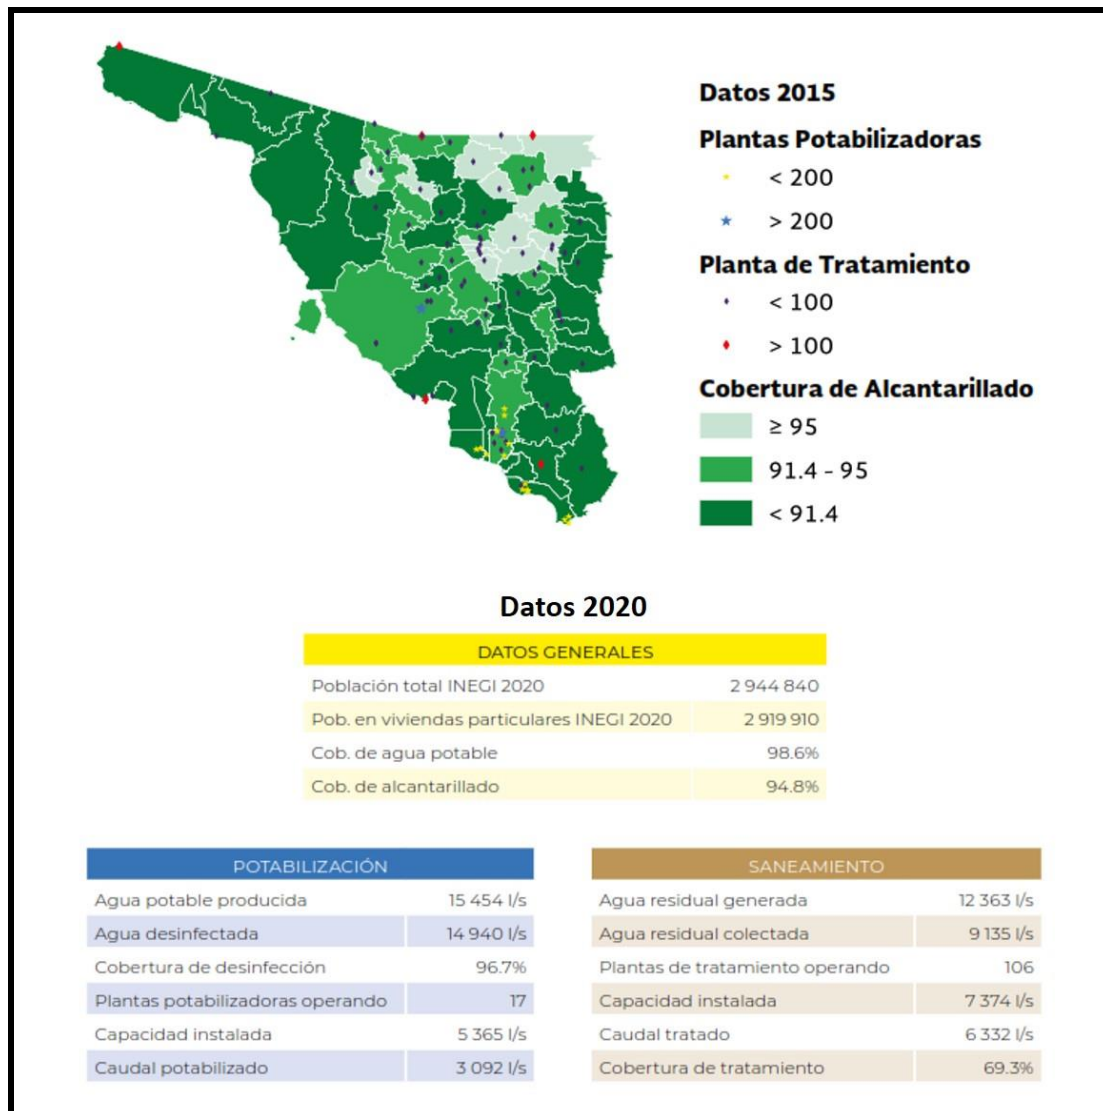 Datos 2015
Plantas Potabilizadoras
< 200
> 200
Planta de Tratamiento
< 100
> 100
Cobertura de Alcantarillado
≥ 95
91.4 - 95
< 91.4
Datos 2020
DATOS GENERALES
Población total INEGI 2020 2 944 840
Pob. en viviendas particulares INEGI 2020 2 919 910
Cob. de agua potable 98.6%
Cob. de alcantarillado 94.8%
POTABILIZACIÓN
Agua potable producida 15 454 l/s
Agua desinfectada 14 940 l/s
Cobertura de desinfección 96.7%
Plantas potabilizadoras operando 17
Capacidad instalada 5 365 l/s
Caudal potabilizado 3 092 l/s
SANEAMIENTO
Agua residual generada 12 363 l/s
Agua residual colectada 9 135 l/s
Plantas de tratamiento operando 106
Capacidad instalada 7 374 l/s
Caudal tratado 6 332 l/s
Cobertura de tratamiento 69.3%